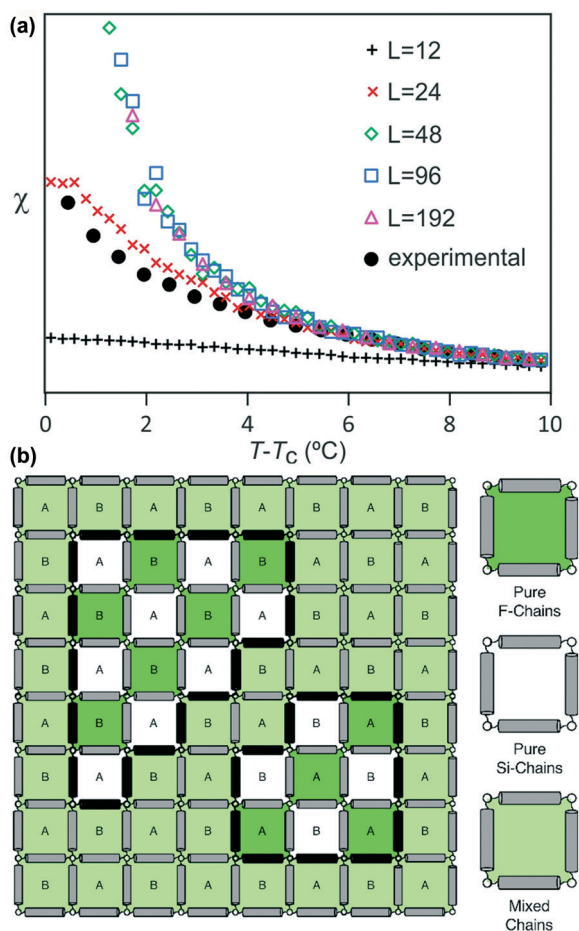 (a)
L=12
L=24
L=48
L=96
L=192
experimental
χ
0 2 4 6 8 10
T-TC (ºC)
(b)
A B A B A B A B
B A B A B A B A
A B A B A B A B
B A B A B A B A
A B A B A B A B
B A B A B A B A
A B A B A B A B
B A B A B A B A
Pure
F-Chains
Pure
Si-Chains
Mixed
Chains